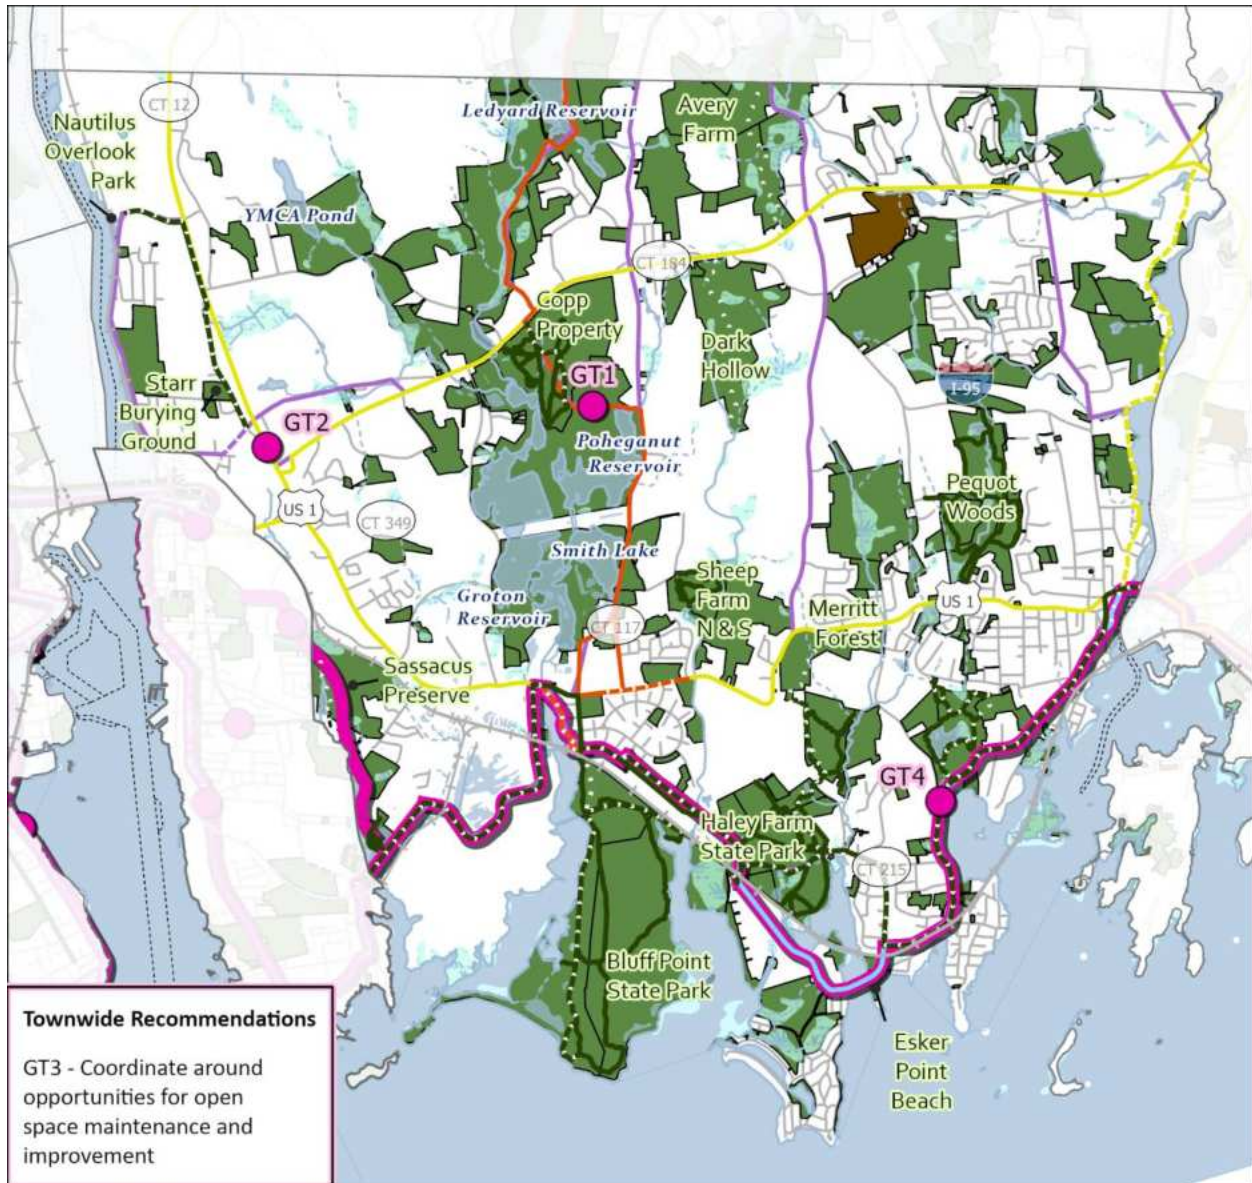 CT 12
Nautilus
Overlook
Park
Ledyard Reservoir
Avery
Farm
YMCA Pond
CT 184
Copp
Property
Dark
Hollow
GT1
I-95
Starr
Burying
Ground
GT2
Poheganut
Reservoir
Pequot
Woods
US 1
CT 349
Smith Lake
Sheep
Farm
N & S
Groton
Reservoir
CT 117
Merritt
Forest
US 1
Sassacus
Preserve
GT4
Haley Farm
State Park
CT 215
Bluff Point
State Park
Esker
Point
Beach
Townwide Recommendations
GT3 - Coordinate around
opportunities for open
space maintenance and
improvement